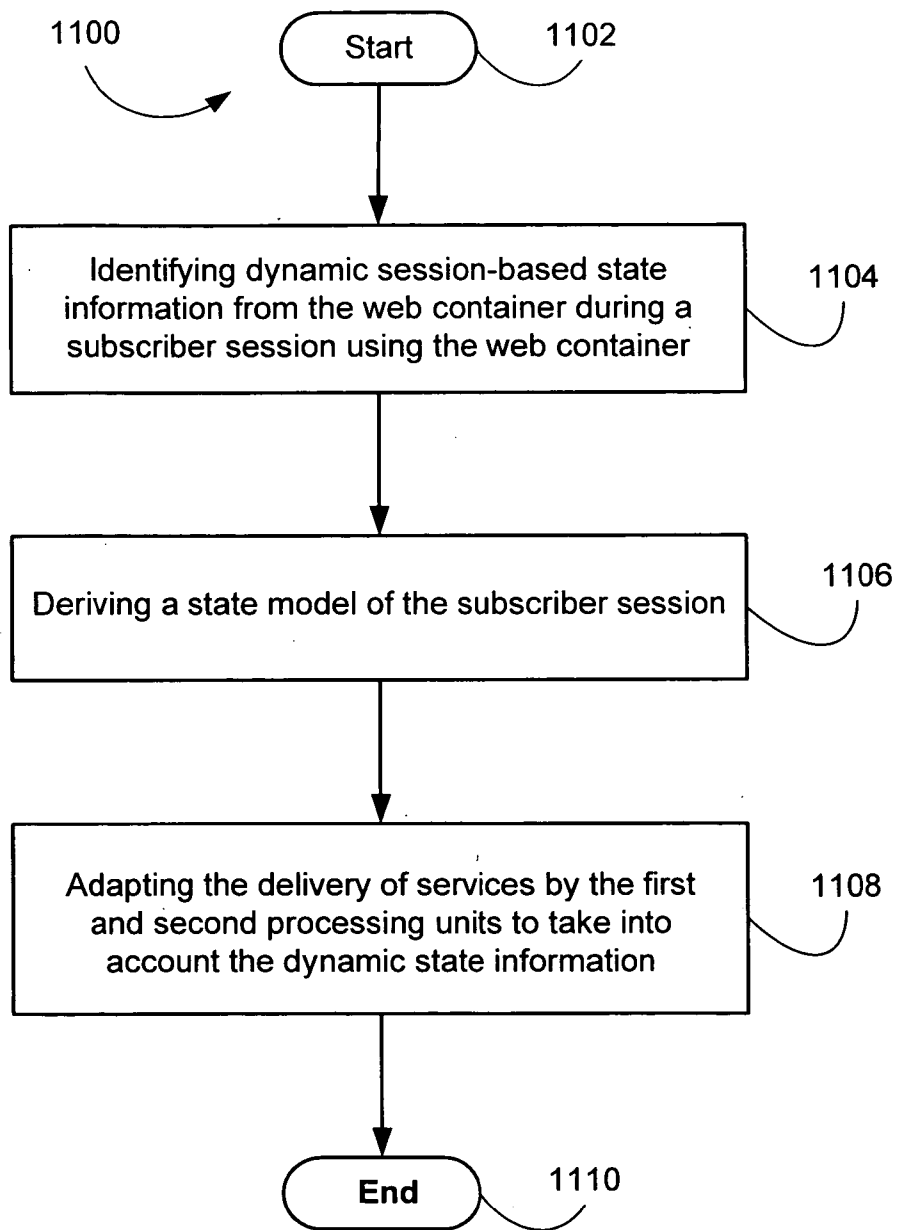 1100
Start
1102
Identifying dynamic session-based state
information from the web container during a
subscriber session using the web container
1104
Deriving a state model of the subscriber session
1106
Adapting the delivery of services by the first
and second processing units to take into
account the dynamic state information
1108
End
1110